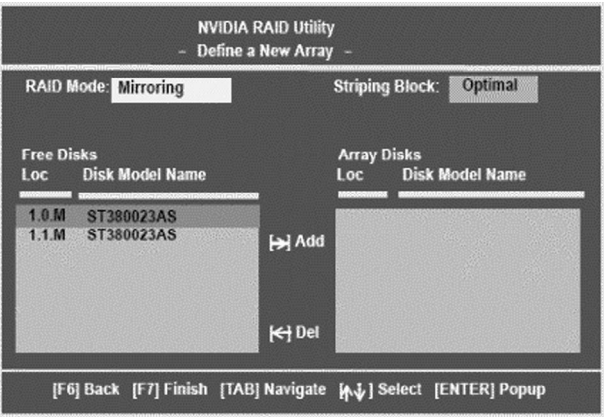 NVIDIA RAID Utility
- Define a New Array -
RAID Mode: Mirroring Striping Block: Optimal
Free Disks Array Disks
Loc Disk Model Name Loc Disk Model Name
1.0.M ST380023AS
1.1.M ST380023AS
[→] Add
[←] Del
[F6] Back [F7] Finish [TAB] Navigate [↑↓] Select [ENTER] Popup